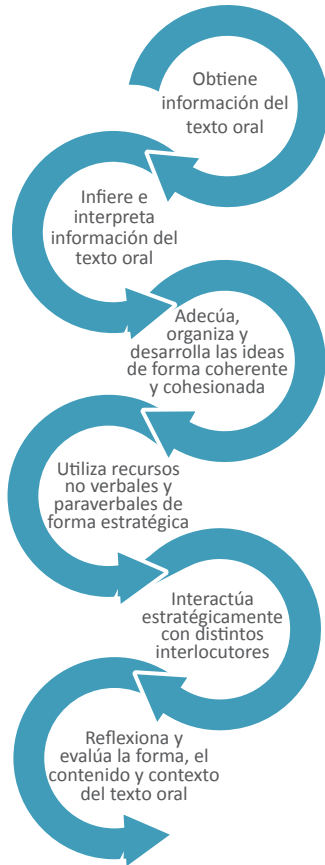 Obtiene
información del
texto oral
Infiere e
interpreta
información del
texto oral
Adecúa,
organiza y
desarrolla las ideas
de forma coherente
y cohesionada
Utiliza recursos
no verbales y
paraverbales de
forma estratégica
Interactúa
estratégicamente
con distintos
interlocutores
Reflexiona y
evalúa la forma, el
contenido y contexto
del texto oral